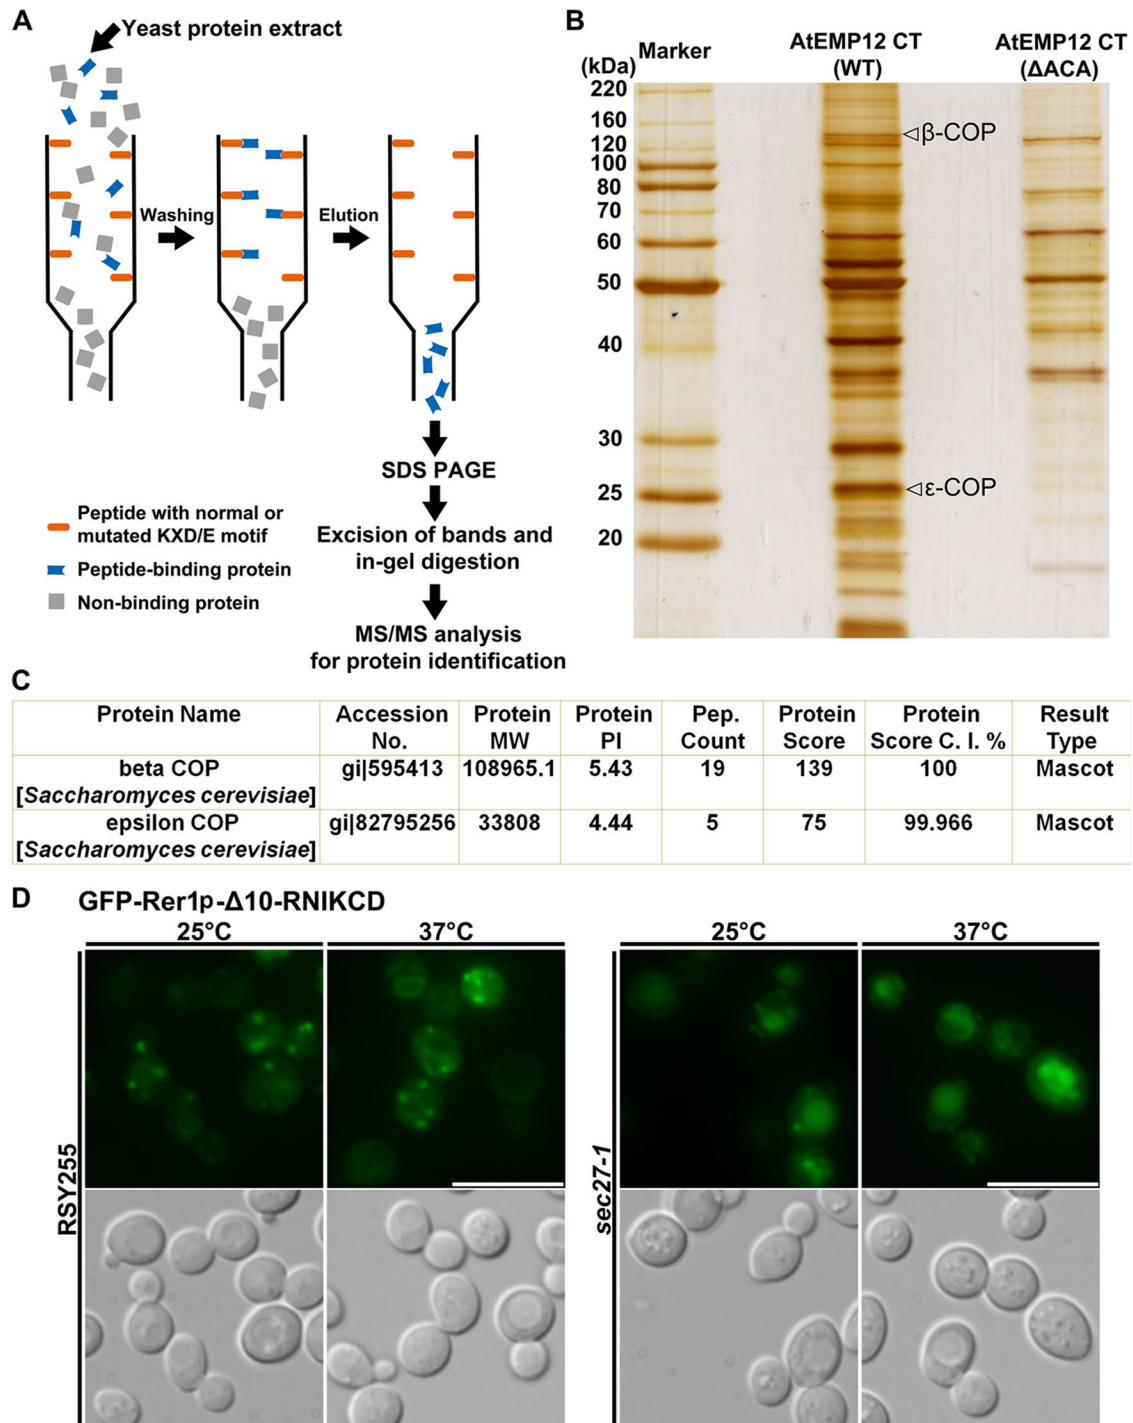 A
Yeast protein extract
Washing
Elution
SDS PAGE
Excision of bands and
in-gel digestion
MS/MS analysis
for protein identification
Peptide with normal or
mutated KXD/E motif
Peptide-binding protein
Non-binding protein
B
(kDa)
Marker
AtEMP12 CT
(WT)
AtEMP12 CT
(ΔACA)
220
160
120
100
80
70
60
50
40
30
25
20
β-COP
ε-COP
C
Protein Name
Accession No.
Protein MW
Protein PI
Pep. Count
Protein Score
Protein Score C. I. %
Result Type
beta COP [Saccharomyces cerevisiae]
gi|595413
108965.1
5.43
19
139
100
Mascot
epsilon COP [Saccharomyces cerevisiae]
gi|82795256
33808
4.44
5
75
99.966
Mascot
D
GFP-Rer1p-Δ10-RNIKCD
25°C
37°C
25°C
37°C
RSY255
sec27-1